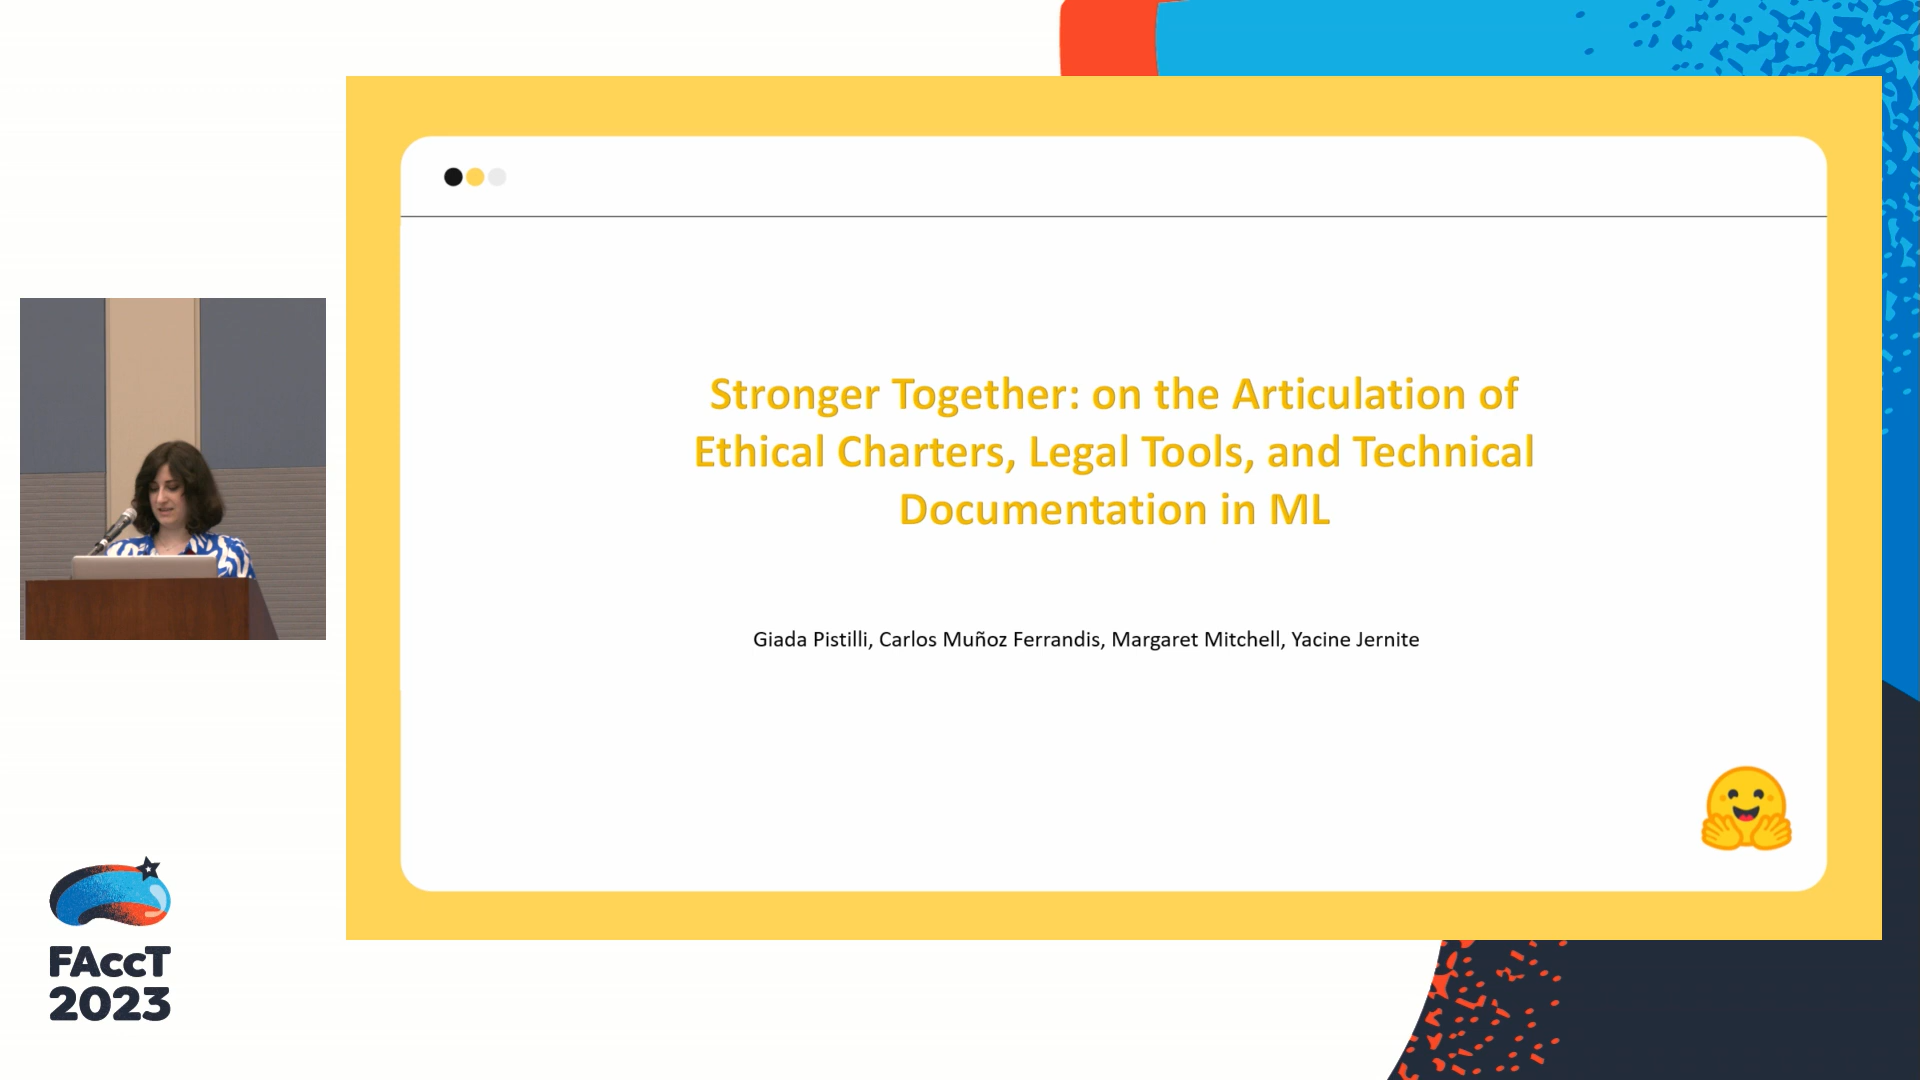 Stronger Together: on the Articulation of
Ethical Charters, Legal Tools, and Technical
Documentation in ML
Giada Pistilli, Carlos Muñoz Ferrandis, Margaret Mitchell, Yacine Jernite
FAccT
2023